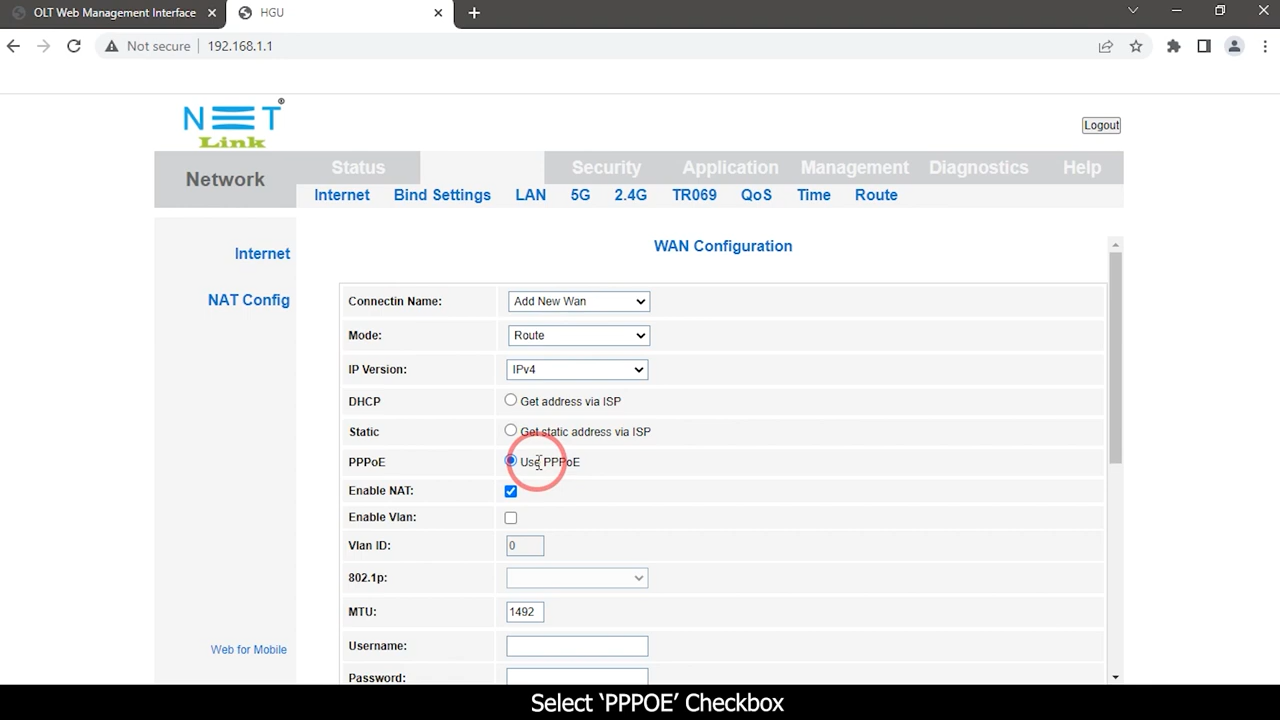 OLT Web Management Interface
HGU
Not secure
192.168.1.1
NET
Link
®
Logout
Network
Status
Security
Application
Management
Diagnostics
Help
Internet
Bind Settings
LAN
5G
2.4G
TR069
QoS
Time
Route
Internet
NAT Config
Web for Mobile
WAN Configuration
Connectin Name: Add New Wan
Mode: Route
IP Version: IPv4
DHCP Get address via ISP
Static Get static address via ISP
PPPoE Use PPPoE
Enable NAT:
Enable Vlan:
Vlan ID: 0
802.1p:
MTU: 1492
Username:
Password:
Select ‘PPPOE’ Checkbox